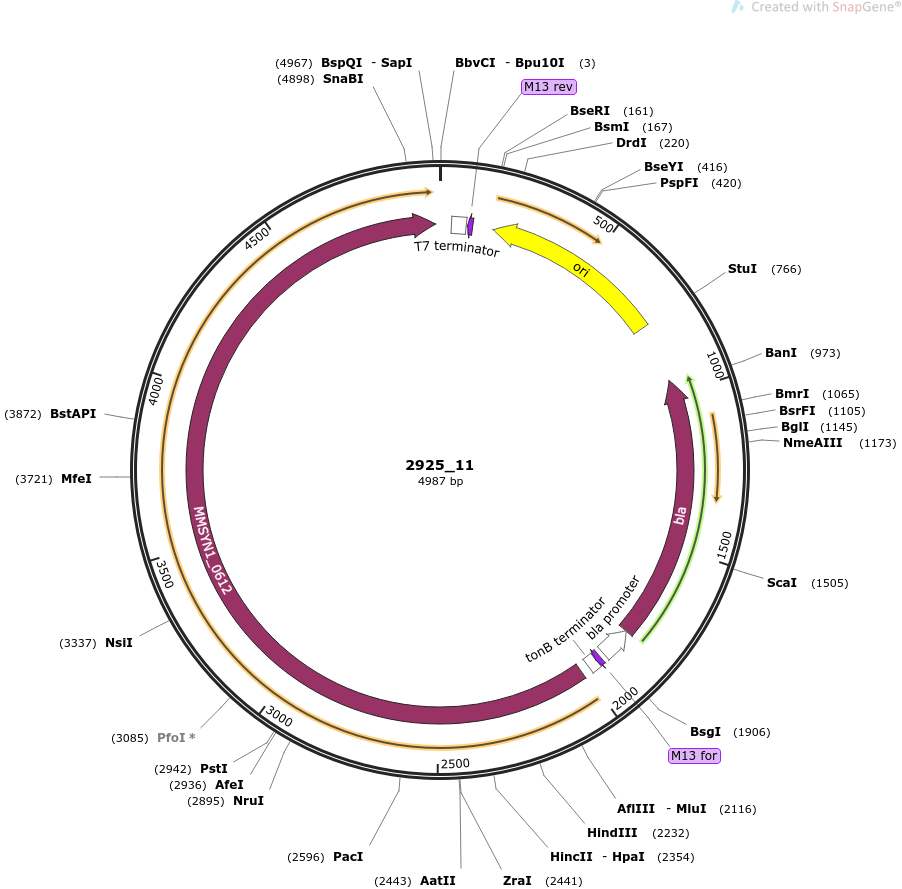 Created with SnapGene®
(4967) BspQI - SapI
(4898) SnaBI
BbvCI - Bpu10I (3)
M13 rev
BseRI (161)
BsmI (167)
DrdI (220)
BseYI (416)
PspFI (420)
StuI (766)
BanI (973)
BmrI (1065)
BsrFI (1105)
BglI (1145)
NmeAIII (1173)
ScaI (1505)
BsgI (1906)
M13 for
AflIII - MluI (2116)
HindIII (2232)
HincII - HpaI (2354)
ZraI (2441)
(2443) AatII
(2596) PacI
(2895) NruI
(2936) AfeI
(2942) PstI
(3085) PfoI *
(3337) NsiI
(3721) MfeI
(3872) BstAPI
500
1000
1500
2000
2500
3000
3500
4000
4500
T7 terminator
ori
bla
bla promoter
tonB terminator
MMSYN1_0612
2925_11
4987 bp